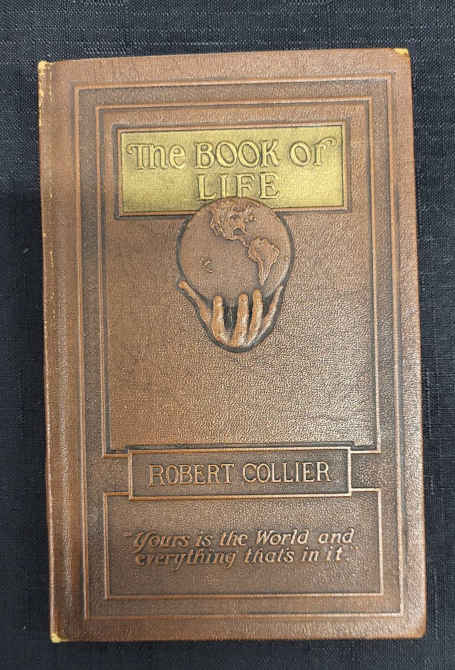 The BOOK of
LIFE
ROBERT COLLIER
"Yours is the World and
everything that's in it"